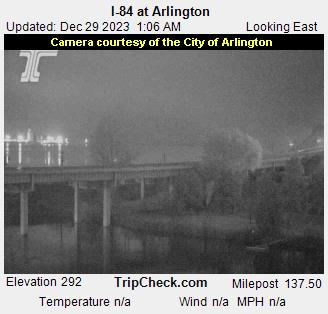 I-84 at Arlington
Updated: Dec 29 2023 1:06 AM Looking East
Camera courtesy of the City of Arlington
Elevation 292 TripCheck.com Milepost 137.50
Temperature n/a Wind n/a MPH n/a